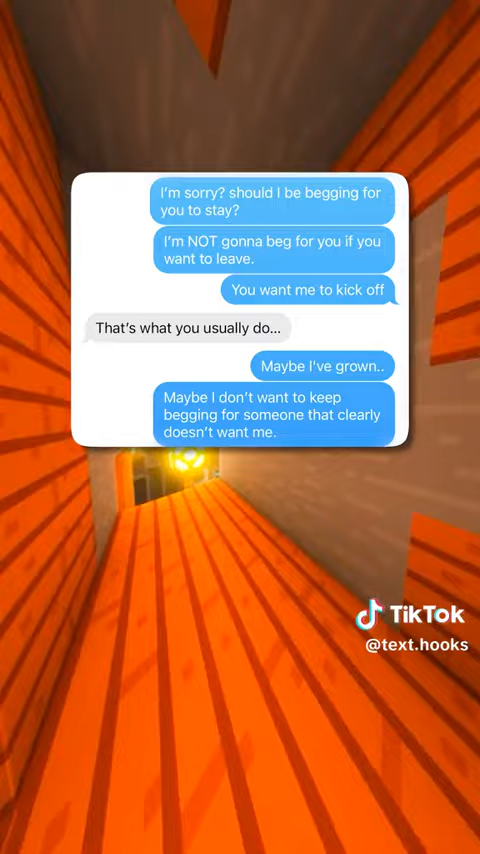 I'm sorry? should I be begging for
you to stay?
I'm NOT gonna beg for you if you
want to leave.
You want me to kick off
That's what you usually do...
Maybe I've grown..
Maybe I don't want to keep
begging for someone that clearly
doesn't want me.
TikTok
@text.hooks